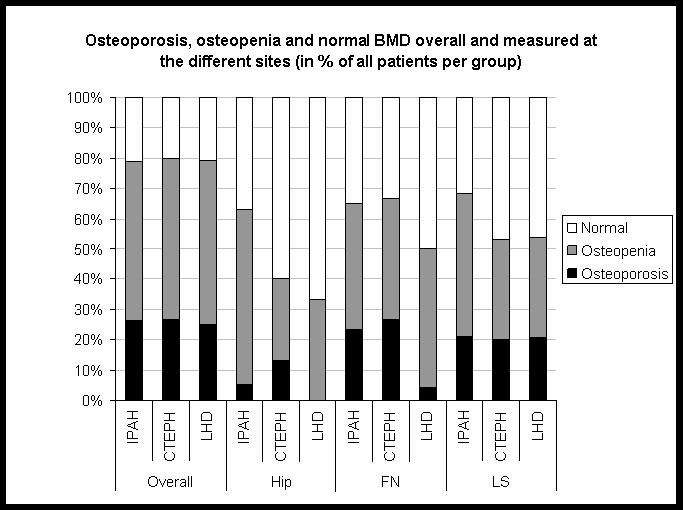 Osteoporosis, osteopenia and normal BMD overall and measured at
the different sites (in % of all patients per group)
100%
90%
80%
70%
60%
50%
40%
30%
20%
10%
0%
Normal
Osteopenia
Osteoporosis
IPAH CTEPH LHD IPAH CTEPH LHD IPAH CTEPH LHD IPAH CTEPH LHD
Overall Hip FN LS